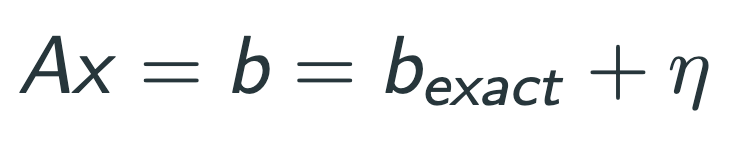 Ax = b = b_exact + η